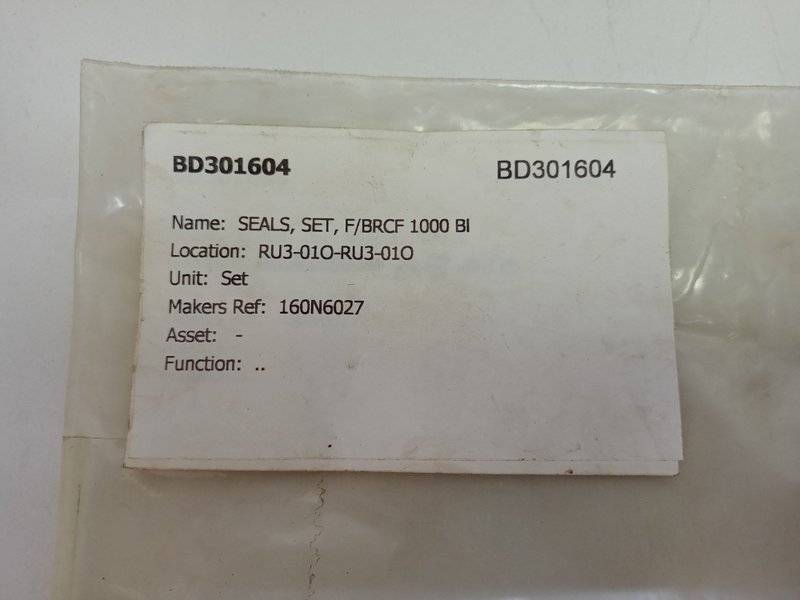 BD301604 BD301604
Name: SEALS, SET, F/BRCF 1000 BI
Location: RU3-01O-RU3-01O
Unit: Set
Makers Ref: 160N6027
Asset: -
Function: ..